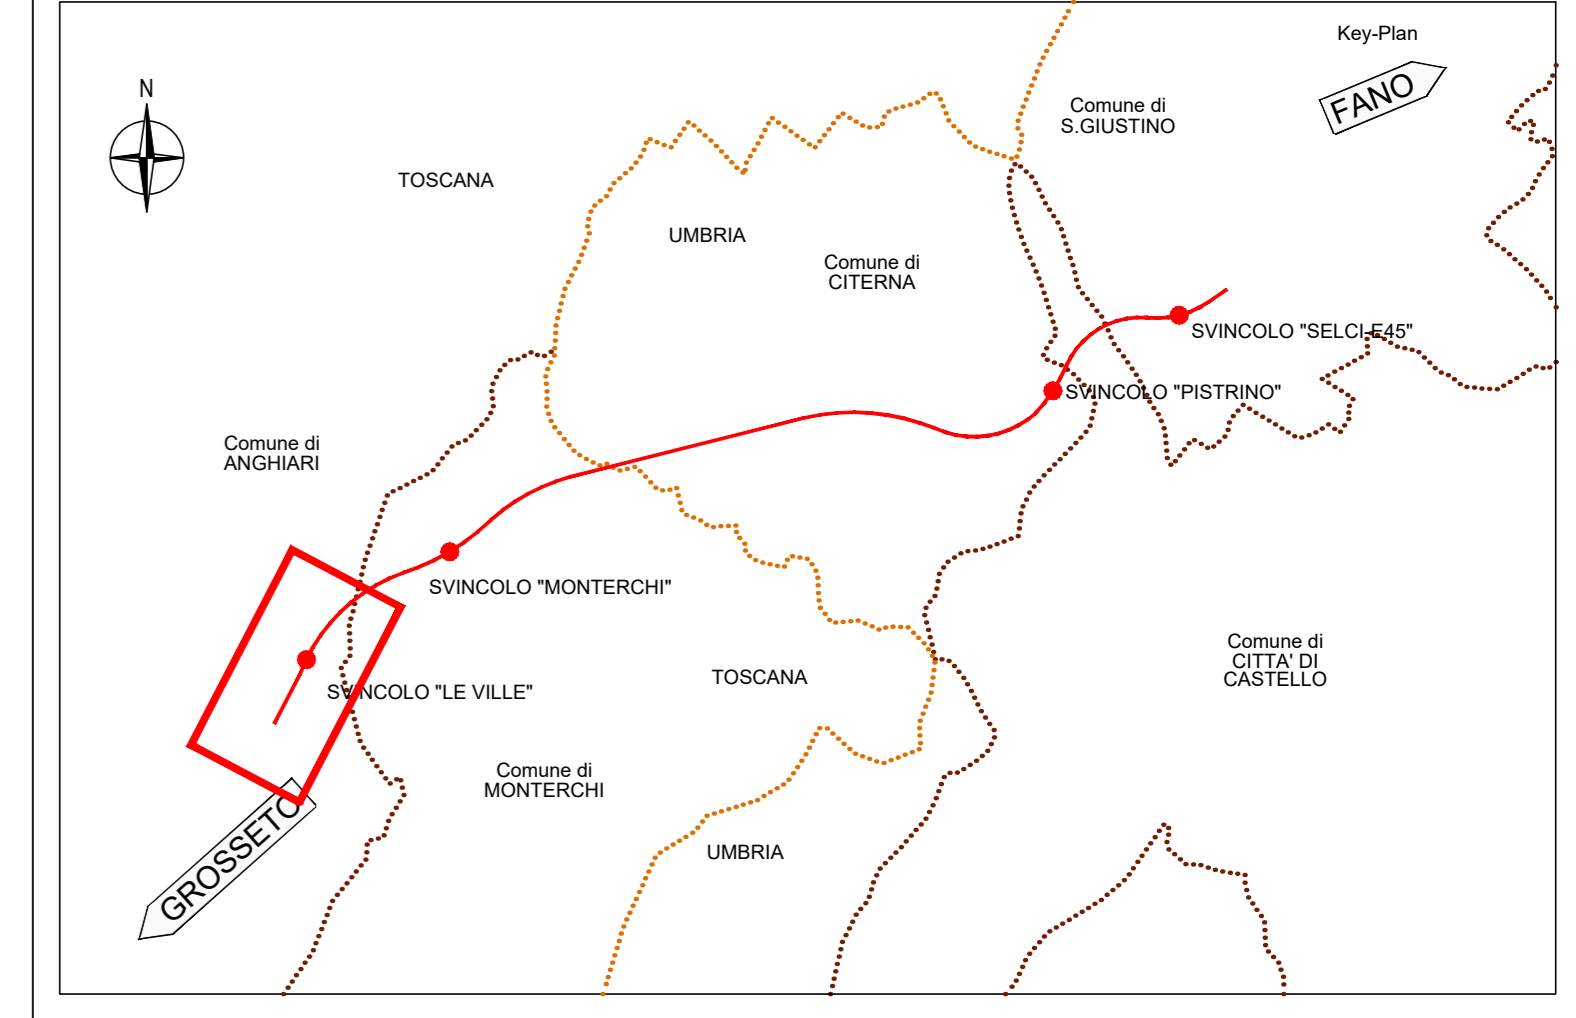 Key-Plan
N
FANO
Comune di
S.GIUSTINO
TOSCANA
UMBRIA
Comune di
CITERNA
SVINCOLO "SELCI-E45"
SVINCOLO "PISTRINO"
Comune di
ANGHIARI
SVINCOLO "MONTERCHI"
Comune di
CITTA' DI
CASTELLO
TOSCANA
SVINCOLO "LE VILLE"
Comune di
MONTERCHI
GROSSETO
UMBRIA